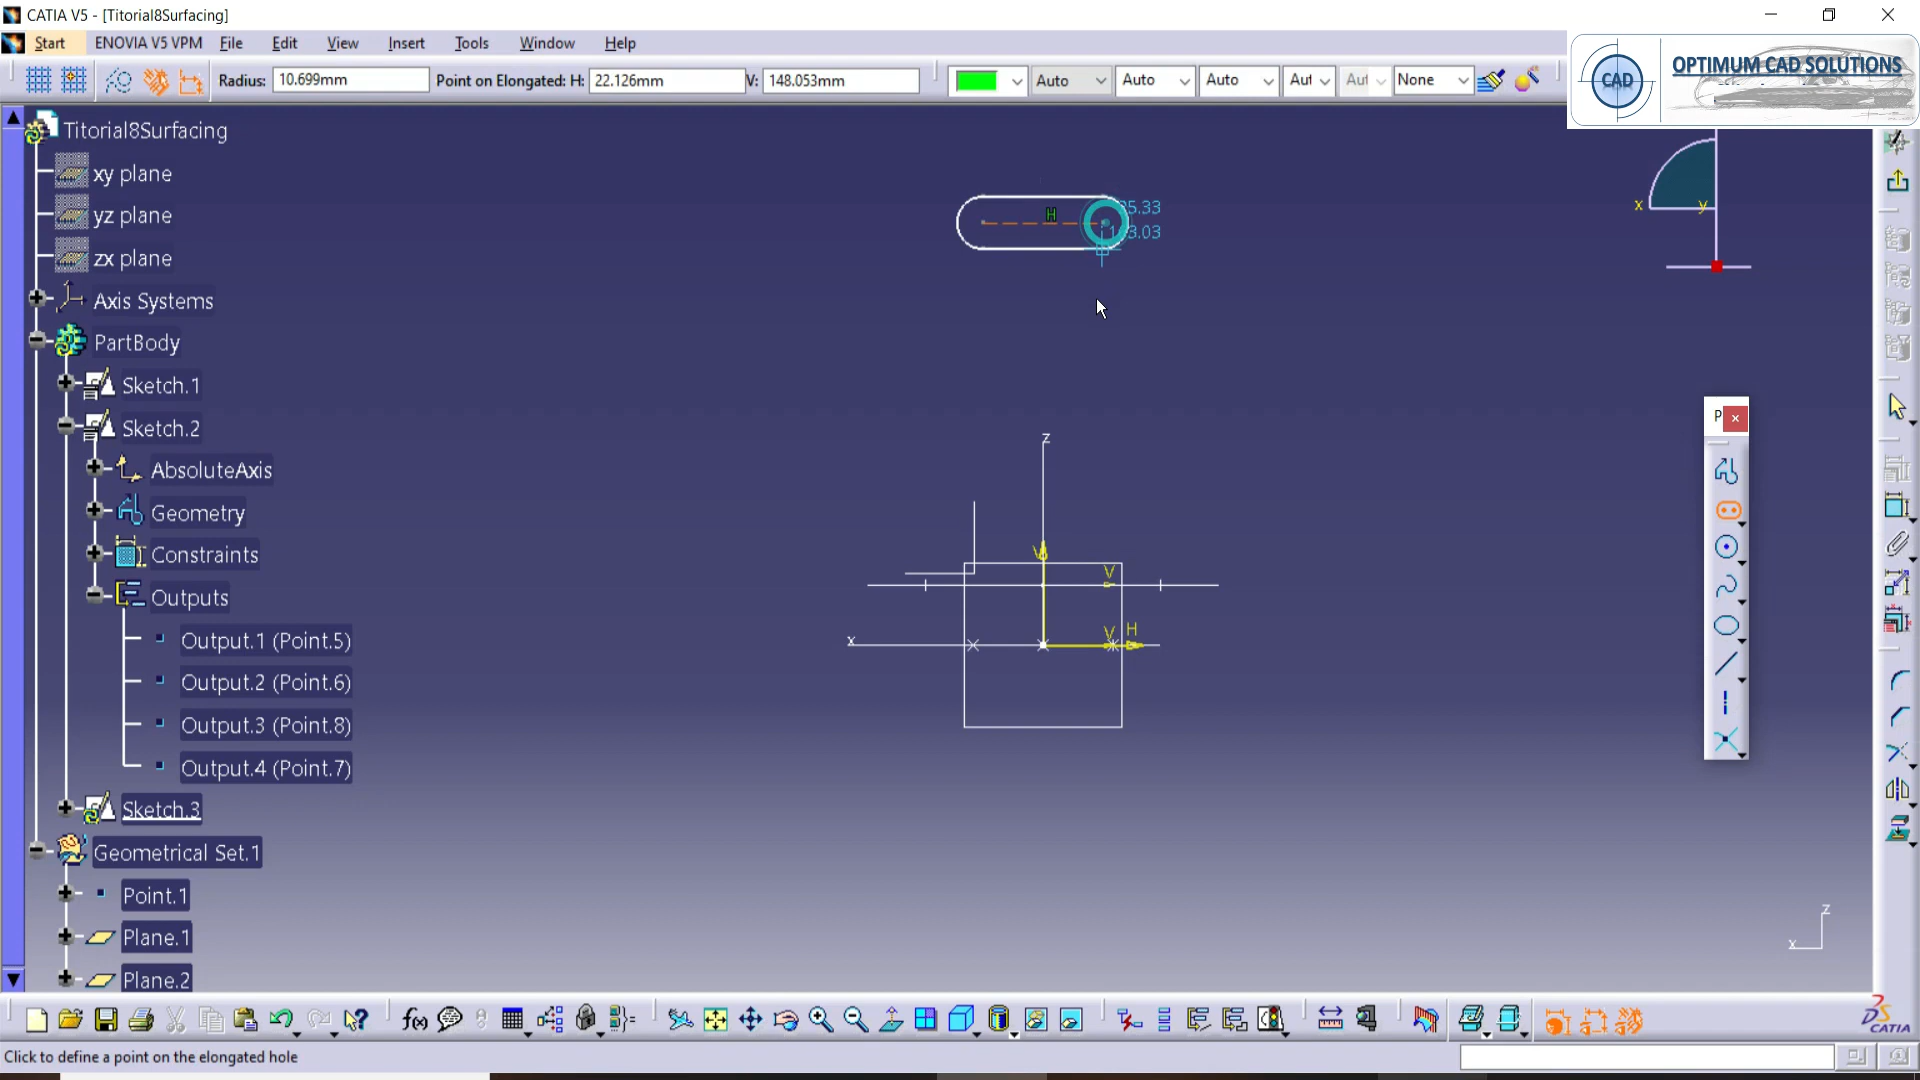 CATIA V5 - [Titorial8Surfacing]
Start ENOVIA V5 VPM File Edit View Insert Tools Window Help
Radius: 10.699mm Point on Elongated: H: 22.126mm V: 148.053mm Auto Auto Auto Aut Aut None
CAD OPTIMUM CAD SOLUTIONS
Titorial8Surfacing
xy plane
yz plane
zx plane
Axis Systems
PartBody
Sketch.1
Sketch.2
AbsoluteAxis
Geometry
Constraints
Outputs
Output.1 (Point.5)
Output.2 (Point.6)
Output.3 (Point.8)
Output.4 (Point.7)
Sketch.3
Geometrical Set.1
Point.1
Plane.1
Plane.2
H
x y
z
V
V
V H
x
P
z
x
f(x)
CATIA
Click to define a point on the elongated hole